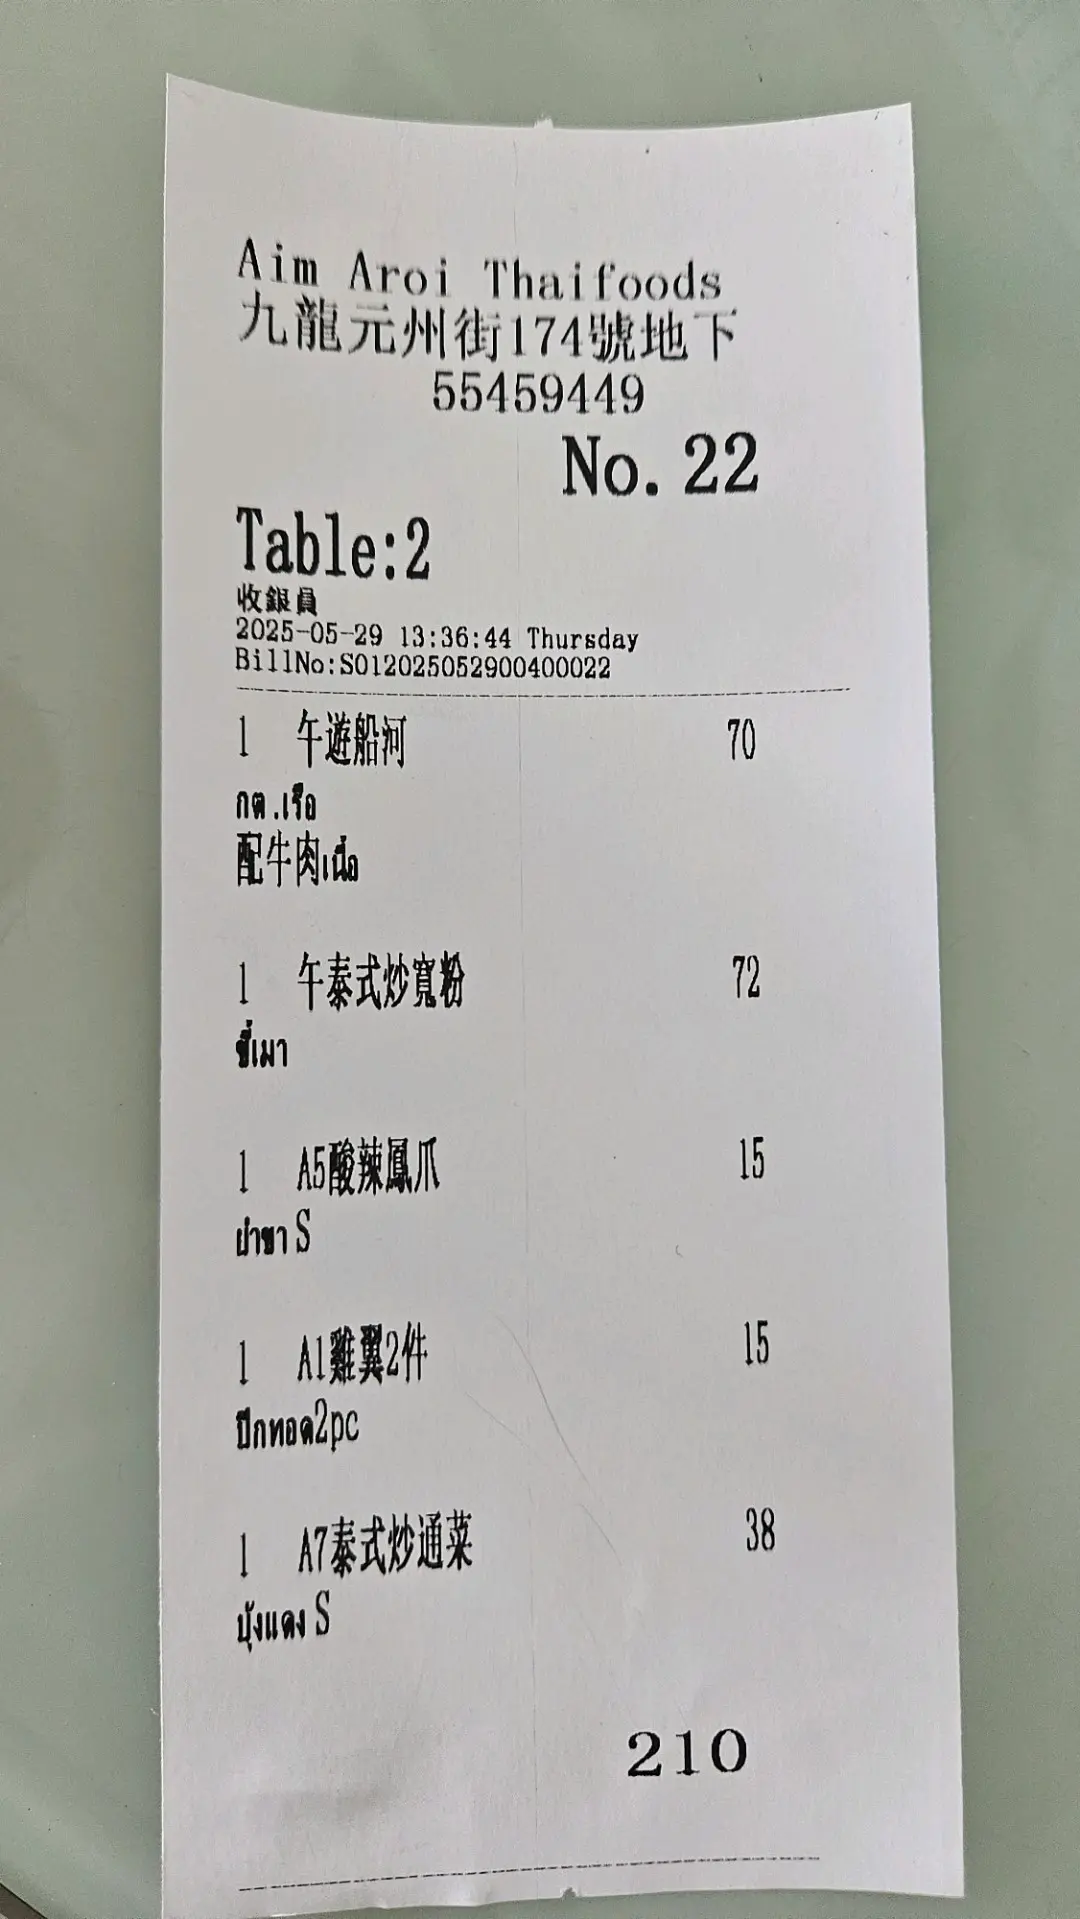 Aim Aroi Thaifoods
九龍元州街174號地下
55459449
No.22
Table:2
收銀員
2025-05-29 13:36:44 Thursday
BillNo:S012025052900400022
1 午遊船河 70
กต.เรือ
配牛肉เนื้อ
1 午泰式炒寬粉 72
ขี้เมา
1 A5酸辣鳳爪 15
ยำขา S
1 A1雞翼2件 15
ปีกทอด2pc
1 A7泰式炒通菜 38
บุ้งแดง S
210